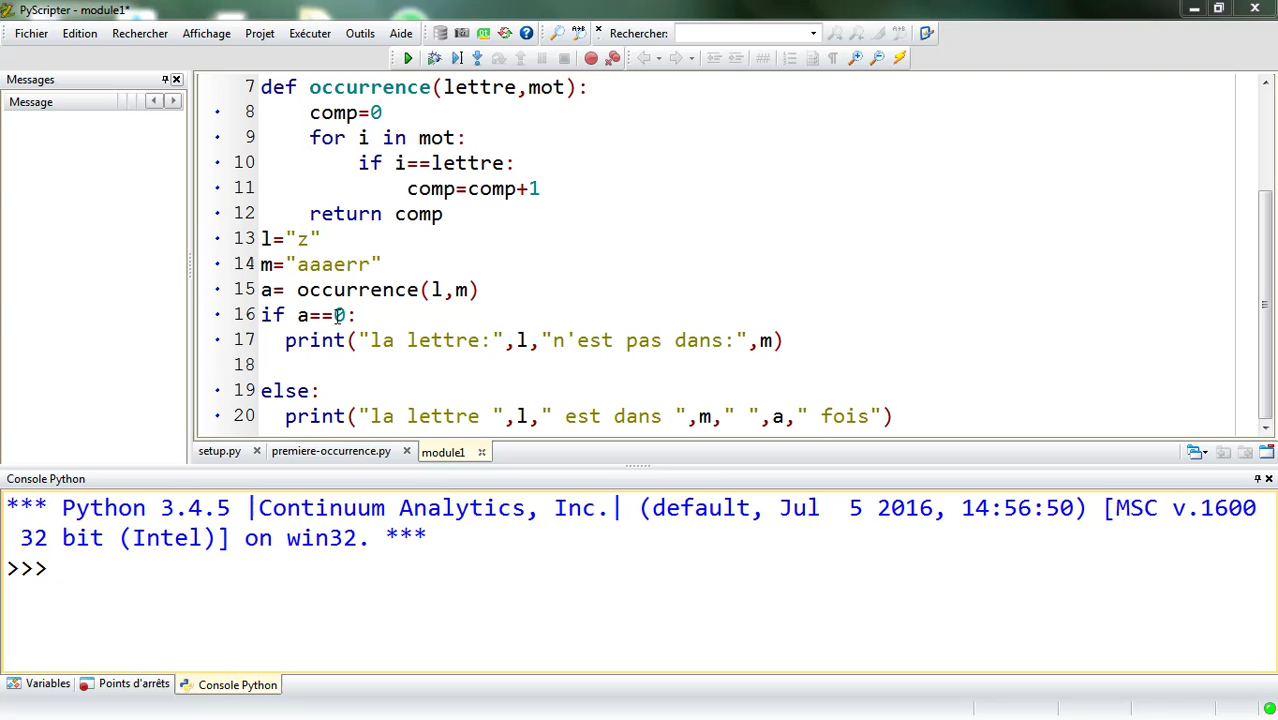 PyScripter - module1*
Fichier Edition Rechercher Affichage Projet Exécuter Outils Aide Rechercher:
Messages
Message
7 def occurrence(lettre,mot):
8 comp=0
9 for i in mot:
10 if i==lettre:
11 comp=comp+1
12 return comp
13 l="z"
14 m="aaaerr"
15 a= occurrence(l,m)
16 if a==0:
17 print("la lettre:",l,"n'est pas dans:",m)
18
19 else:
20 print("la lettre ",l," est dans ",m," ",a," fois")
setup.py premiere-occurrence.py module1
Console Python
*** Python 3.4.5 |Continuum Analytics, Inc.| (default, Jul  5 2016, 14:56:50) [MSC v.1600
32 bit (Intel)] on win32. ***
>>>
Variables Points d'arrêts Console Python